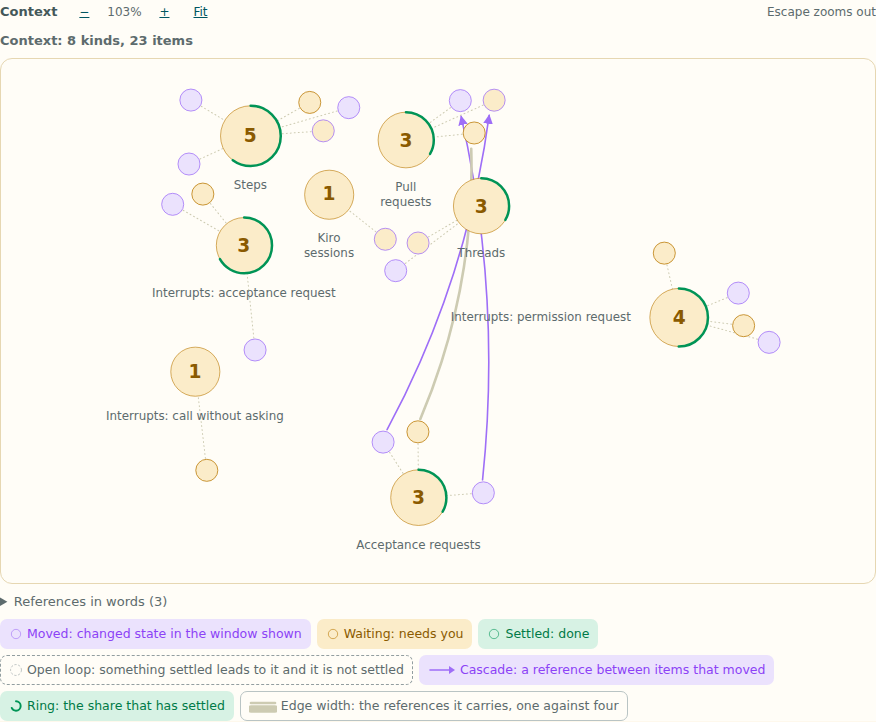 Context − 103% + Fit Escape zooms out
Context: 8 kinds, 23 items
5
Steps
3
Pull
requests
1
Kiro
sessions
3
Threads
3
Interrupts: acceptance request
4
Interrupts: permission request
1
Interrupts: call without asking
3
Acceptance requests
References in words (3)
Moved: changed state in the window shown
Waiting: needs you
Settled: done
Open loop: something settled leads to it and it is not settled
Cascade: a reference between items that moved
Ring: the share that has settled
Edge width: the references it carries, one against four